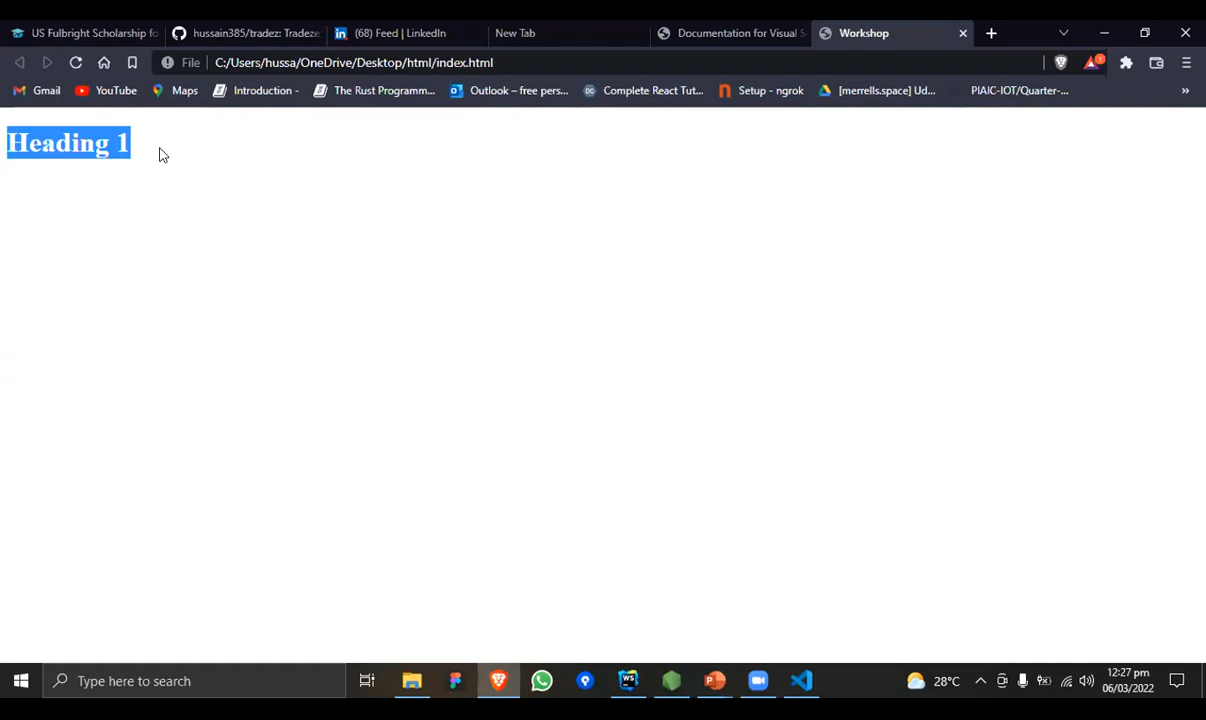 US Fulbright Scholarship fo
hussain385/tradez: Tradeze
(68) Feed | LinkedIn
New Tab
Documentation for Visual S
Workshop
File
C:/Users/hussa/OneDrive/Desktop/html/index.html
1
Gmail
YouTube
Maps
Introduction -
The Rust Programm...
Outlook – free pers...
Complete React Tut...
Setup - ngrok
[merrells.space] Ud...
PIAIC-IOT/Quarter-...
»
Heading 1
Type here to search
28°C
12:27 pm
06/03/2022